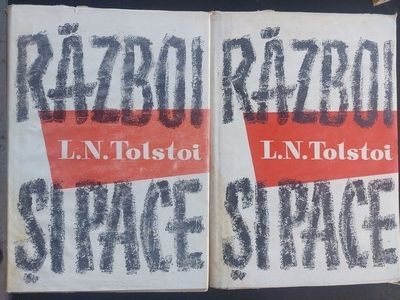 RĂZBOI
L.N. Tolstoi
ȘI PACE
RĂZBOI
L.N. Tolstoi
ȘI PACE